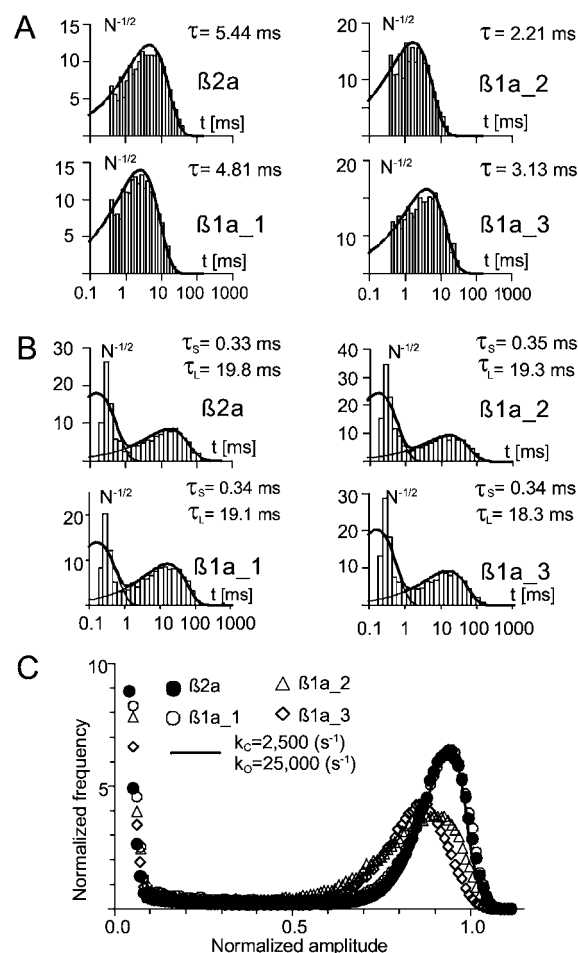 A
N-1/2
τ = 5.44 ms
15
10
5
ß2a
t [ms]
N-1/2
τ = 2.21 ms
20
15
10
5
ß1a_2
t [ms]
N-1/2
τ = 4.81 ms
15
10
5
ß1a_1
t [ms]
0.1 1 10 100 1000
N-1/2
τ = 3.13 ms
20
10
ß1a_3
t [ms]
0.1 1 10 100 1000
B
N-1/2
τS= 0.33 ms
τL= 19.8 ms
30
20
10
ß2a
t [ms]
N-1/2
τS= 0.35 ms
τL= 19.3 ms
40
30
20
10
ß1a_2
t [ms]
N-1/2
τS= 0.34 ms
τL= 19.1 ms
20
10
ß1a_1
t [ms]
0.1 1 10 100 1000
N-1/2
τS= 0.34 ms
τL= 18.3 ms
30
20
10
ß1a_3
t [ms]
0.1 1 10 100 1000
C
10
5
Normalized frequency
ß2a
ß1a_2
ß1a_1
ß1a_3
kC=2,500 (s-1)
kO=25,000 (s-1)
0.0 0.5 1.0
Normalized amplitude